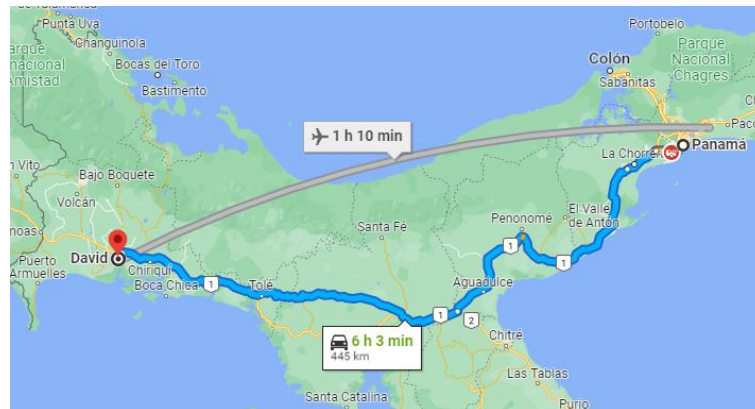 Punta Uva
Changuinola
Parque
Nacional
Amistad
Bocas del Toro
Bastimento
Portobelo
Parque
Nacional
Chagres
Colón
Sabanitas
1 h 10 min
Panamá
La Chorrera
San Vito
Bajo Boquete
Volcán
David
Puerto
Armuelles
Chiriquí
Boca Chica
1
Tolé
Santa Fé
Penonomé
El Valle
de Antón
1
1
Aguadulce
1
2
Chitré
6 h 3 min
445 km
Las Tablas
Santa Catalina